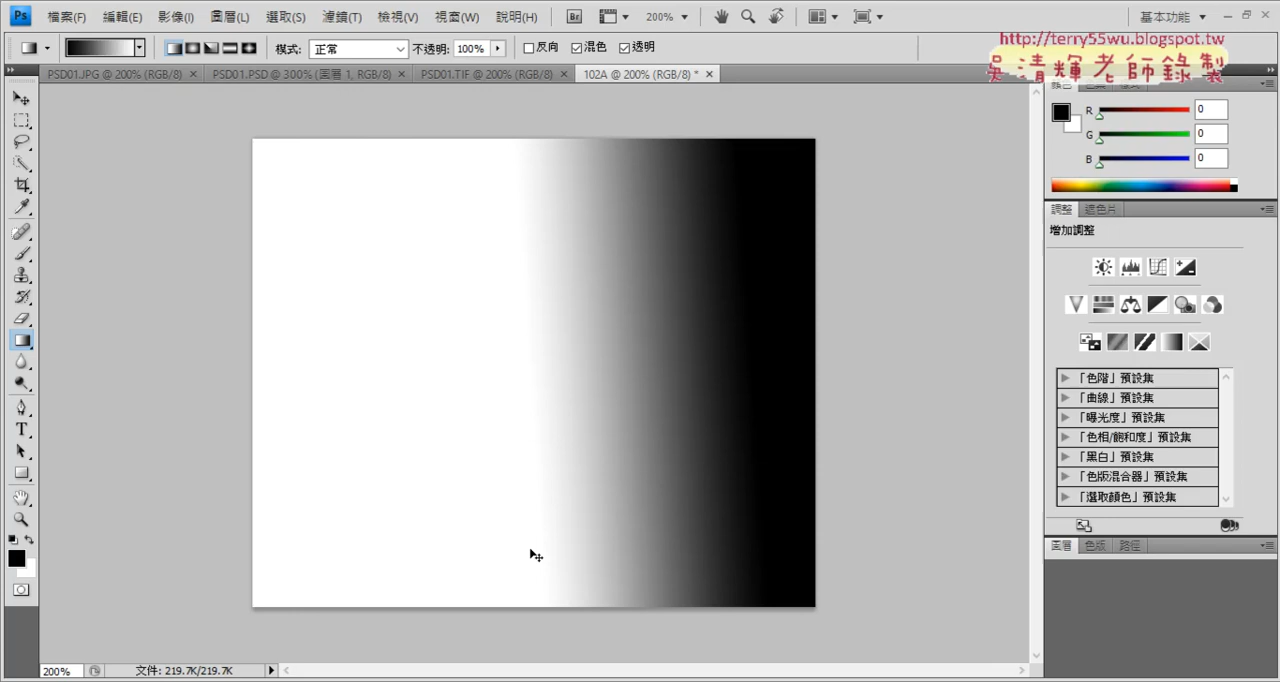 Ps 檔案(F) 編輯(E) 影像(I) 圖層(L) 選取(S) 濾鏡(T) 檢視(V) 視窗(W) 說明(H) Br 200% 基本功能
http://terry55wu.blogspot.tw
模式: 正常 不透明: 100% 反向 混色 透明
吳清輝老師錄製
PSD01.JPG @ 200% (RGB/8) PSD01.PSD @ 300% (圖層 1, RGB/8) PSD01.TIF @ 200% (RGB/8) 102A @ 200% (RGB/8) *
R 0
G 0
B 0
調整 遮色片
增加調整
「色階」預設集
「曲線」預設集
「曝光度」預設集
「色相/飽和度」預設集
「黑白」預設集
「色版混合器」預設集
「選取顏色」預設集
圖層 色版 路徑
200% 文件: 219.7K/219.7K